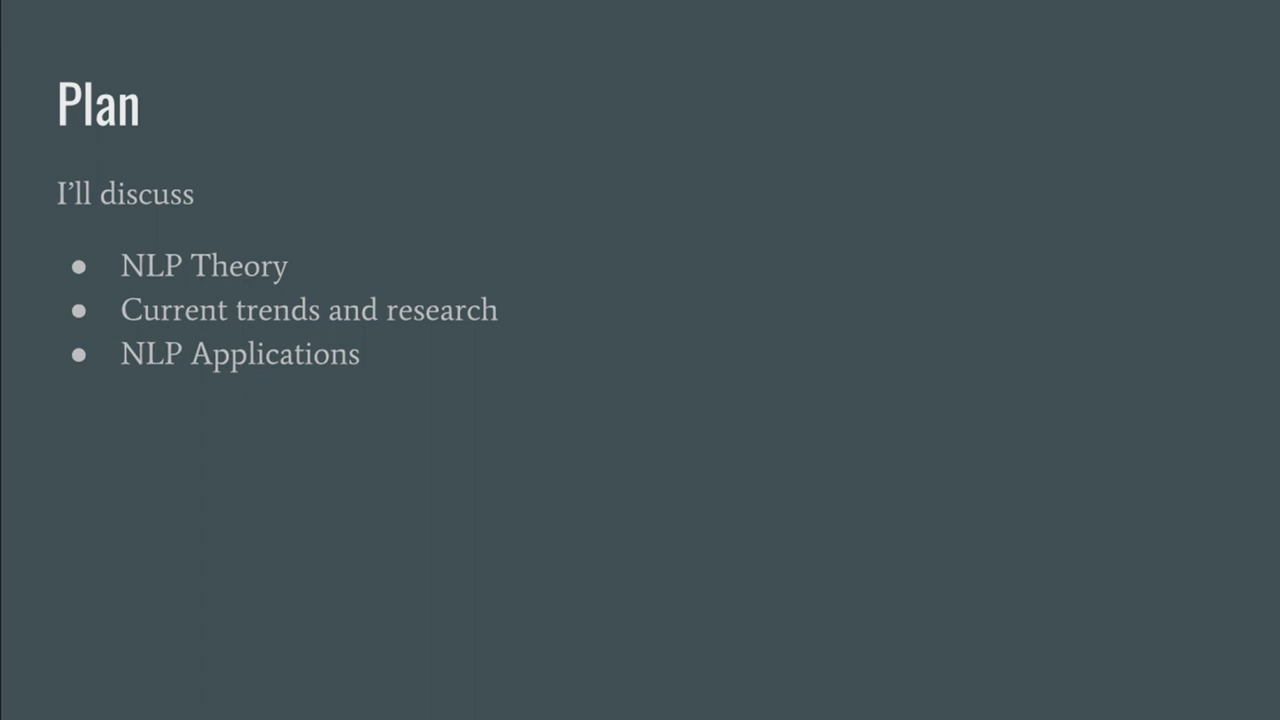 Plan
I’ll discuss
● NLP Theory
● Current trends and research
● NLP Applications